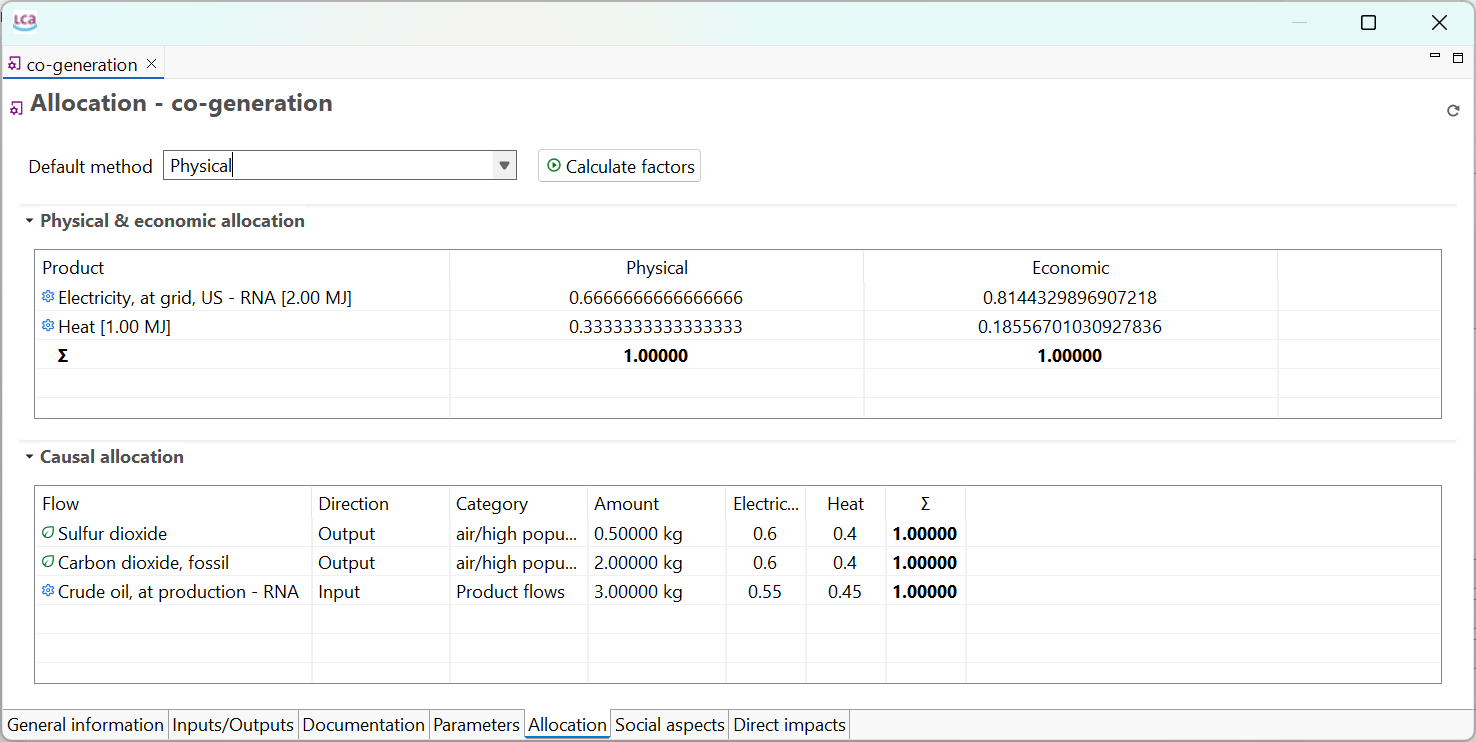 LCA
co-generation
Allocation - co-generation
Default method Physical Calculate factors
Physical & economic allocation
Product Physical Economic
Electricity, at grid, US - RNA [2.00 MJ] 0.6666666666666666 0.8144329896907218
Heat [1.00 MJ] 0.3333333333333333 0.18556701030927836
Σ 1.00000 1.00000
Causal allocation
Flow Direction Category Amount Electric... Heat Σ
Sulfur dioxide Output air/high popu... 0.50000 kg 0.6 0.4 1.00000
Carbon dioxide, fossil Output air/high popu... 2.00000 kg 0.6 0.4 1.00000
Crude oil, at production - RNA Input Product flows 3.00000 kg 0.55 0.45 1.00000
General information Inputs/Outputs Documentation Parameters Allocation Social aspects Direct impacts